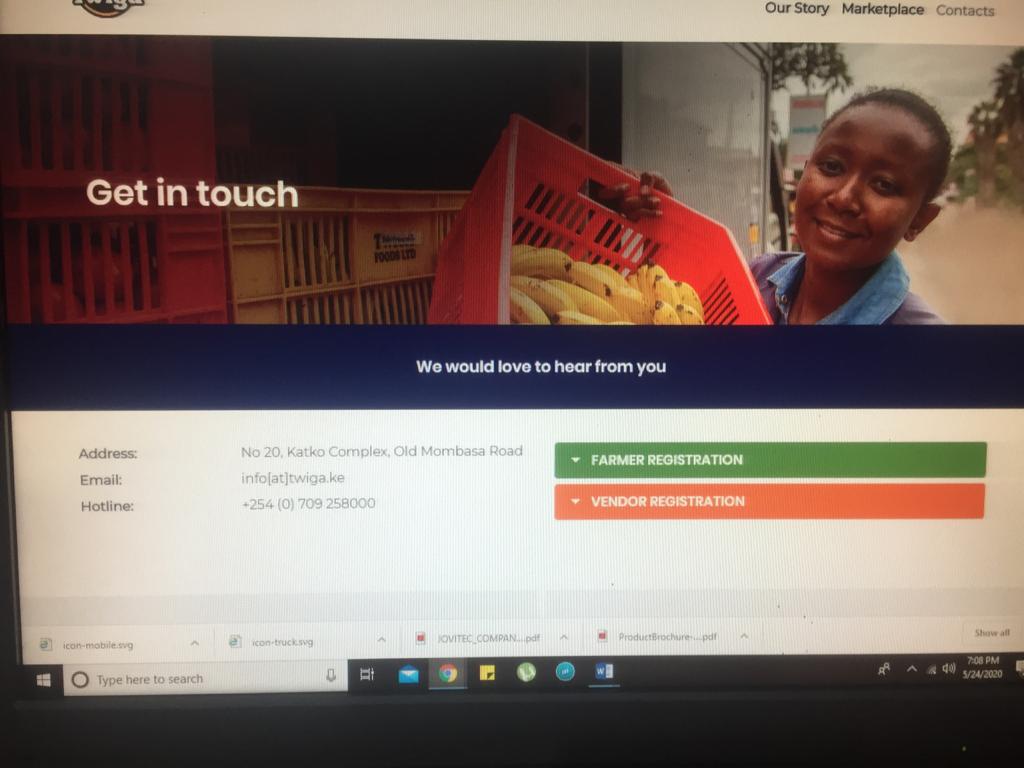 Twiga
Our Story Marketplace Contacts
Get in touch
FOODS LTD
We would love to hear from you
Address: No 20, Katko Complex, Old Mombasa Road
Email: info[at]twiga.ke
Hotline: +254 (0) 709 258000
FARMER REGISTRATION
VENDOR REGISTRATION
icon-mobile.svg
icon-truck.svg
JOVITEC_COMPAN....pdf
ProductBrochure-....pdf
Show all
Type here to search
7:08 PM
5/24/2020